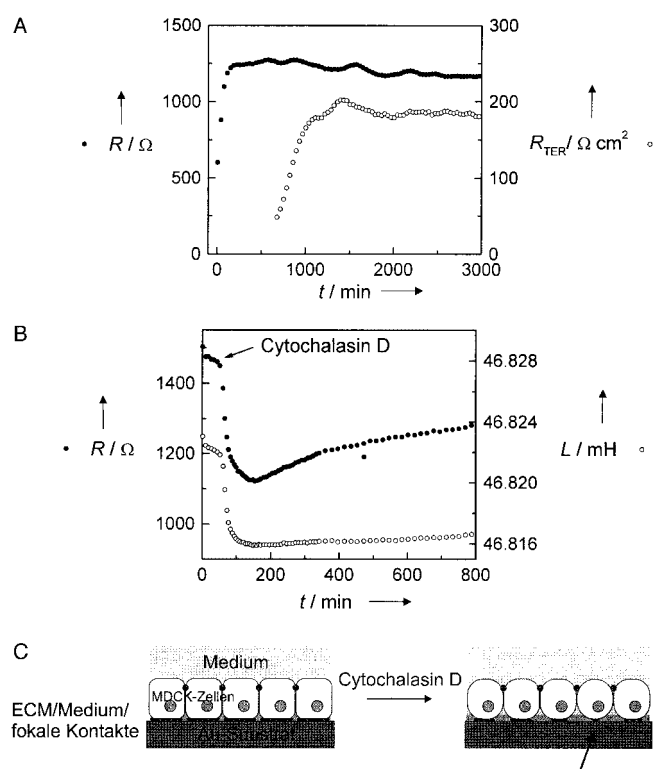 A
1500
1000
500
0
300
200
100
0
• R / Ω
R_TER / Ω cm² ○
0 1000 2000 3000
t / min
B
Cytochalasin D
1400
1200
1000
46.828
46.824
46.820
46.816
• R / Ω
L / mH ○
0 200 400 600 800
t / min
C
Medium
Cytochalasin D
MDCK-Zellen
ECM/Medium/
fokale Kontakte
Au-Substrat